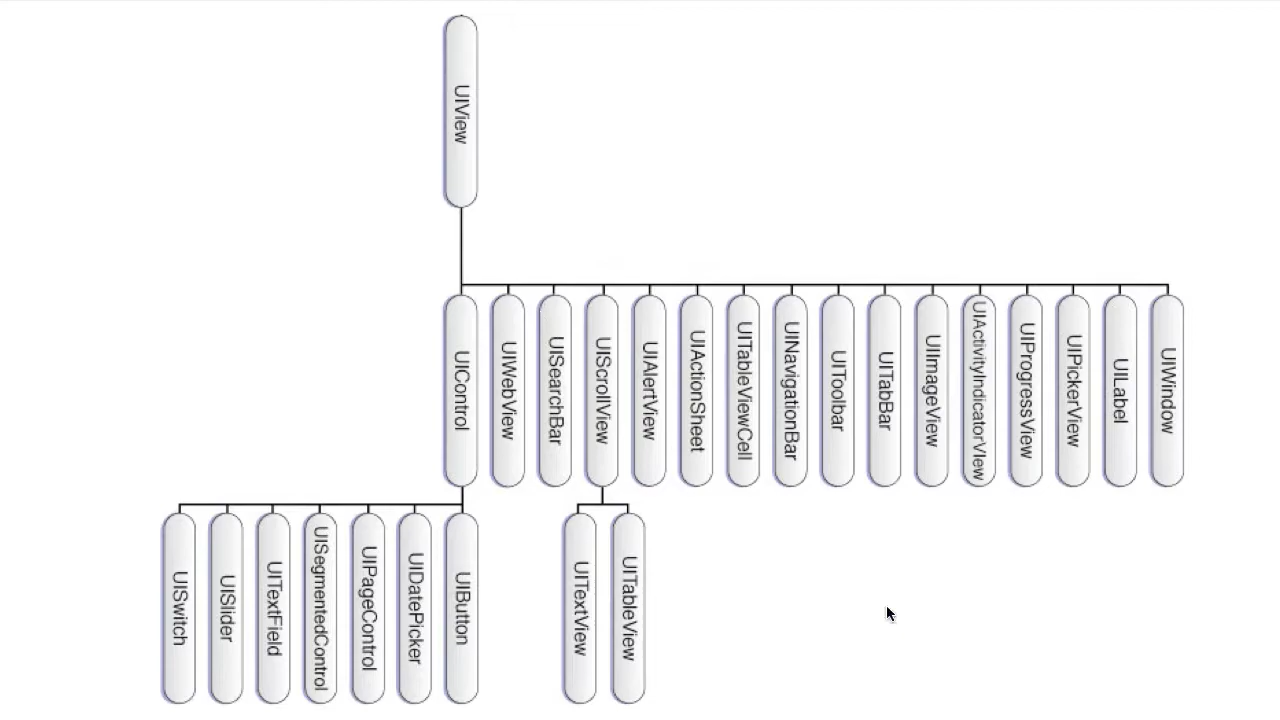 UIView
UIControl
UIWebView
UISearchBar
UIScrollView
UIAlertView
UIActionSheet
UITableViewCell
UINavigationBar
UIToolbar
UITabBar
UIImageView
UIActivityIndicatorVIew
UIProgressView
UIPickerView
UILabel
UIWindow
UISwitch
UISlider
UITextField
UISegmentedControl
UIPageControl
UIDatePicker
UIButton
UITextView
UITableView